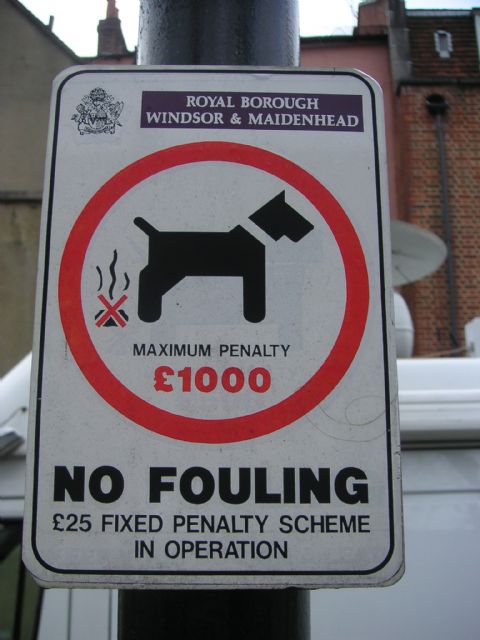 ROYAL BOROUGH
WINDSOR & MAIDENHEAD
MAXIMUM PENALTY
£1000
NO FOULING
£25 FIXED PENALTY SCHEME
IN OPERATION